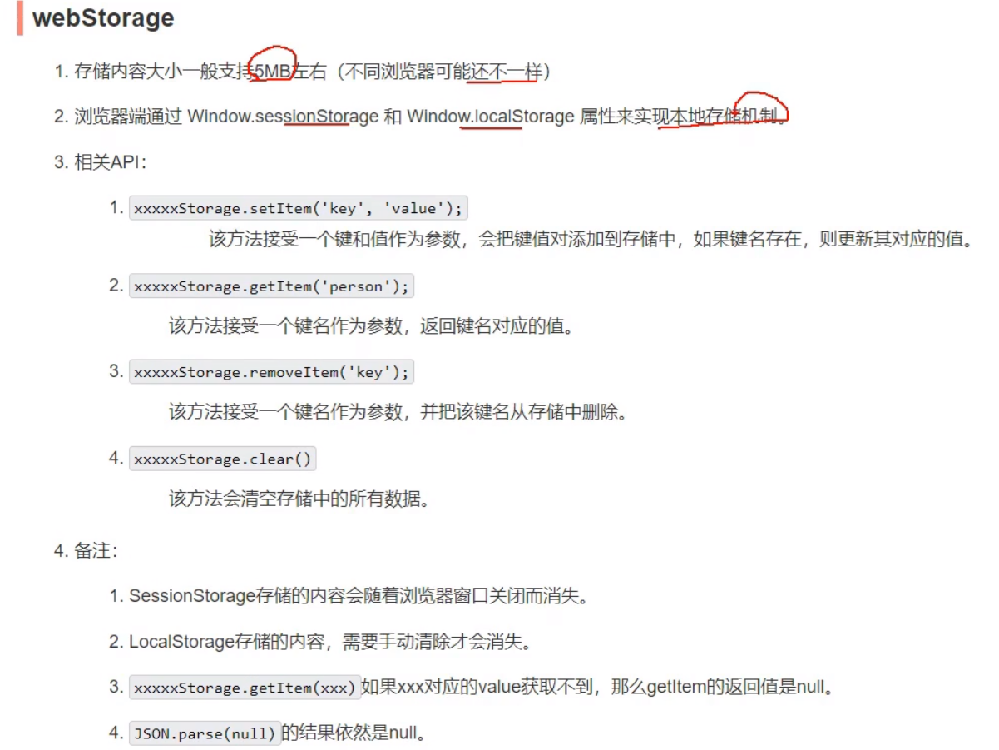 webStorage
1. 存储内容大小一般支持5MB左右（不同浏览器可能还不一样）
2. 浏览器端通过 Window.sessionStorage 和 Window.localStorage 属性来实现本地存储机制。
3. 相关API：
1. xxxxxStorage.setItem('key', 'value');
该方法接受一个键和值作为参数，会把键值对添加到存储中，如果键名存在，则更新其对应的值。
2. xxxxxStorage.getItem('person');
该方法接受一个键名作为参数，返回键名对应的值。
3. xxxxxStorage.removeItem('key');
该方法接受一个键名作为参数，并把该键名从存储中删除。
4. xxxxxStorage.clear()
该方法会清空存储中的所有数据。
4. 备注：
1. SessionStorage存储的内容会随着浏览器窗口关闭而消失。
2. LocalStorage存储的内容，需要手动清除才会消失。
3. xxxxxStorage.getItem(xxx)如果xxx对应的value获取不到，那么getItem的返回值是null。
4. JSON.parse(null)的结果依然是null。